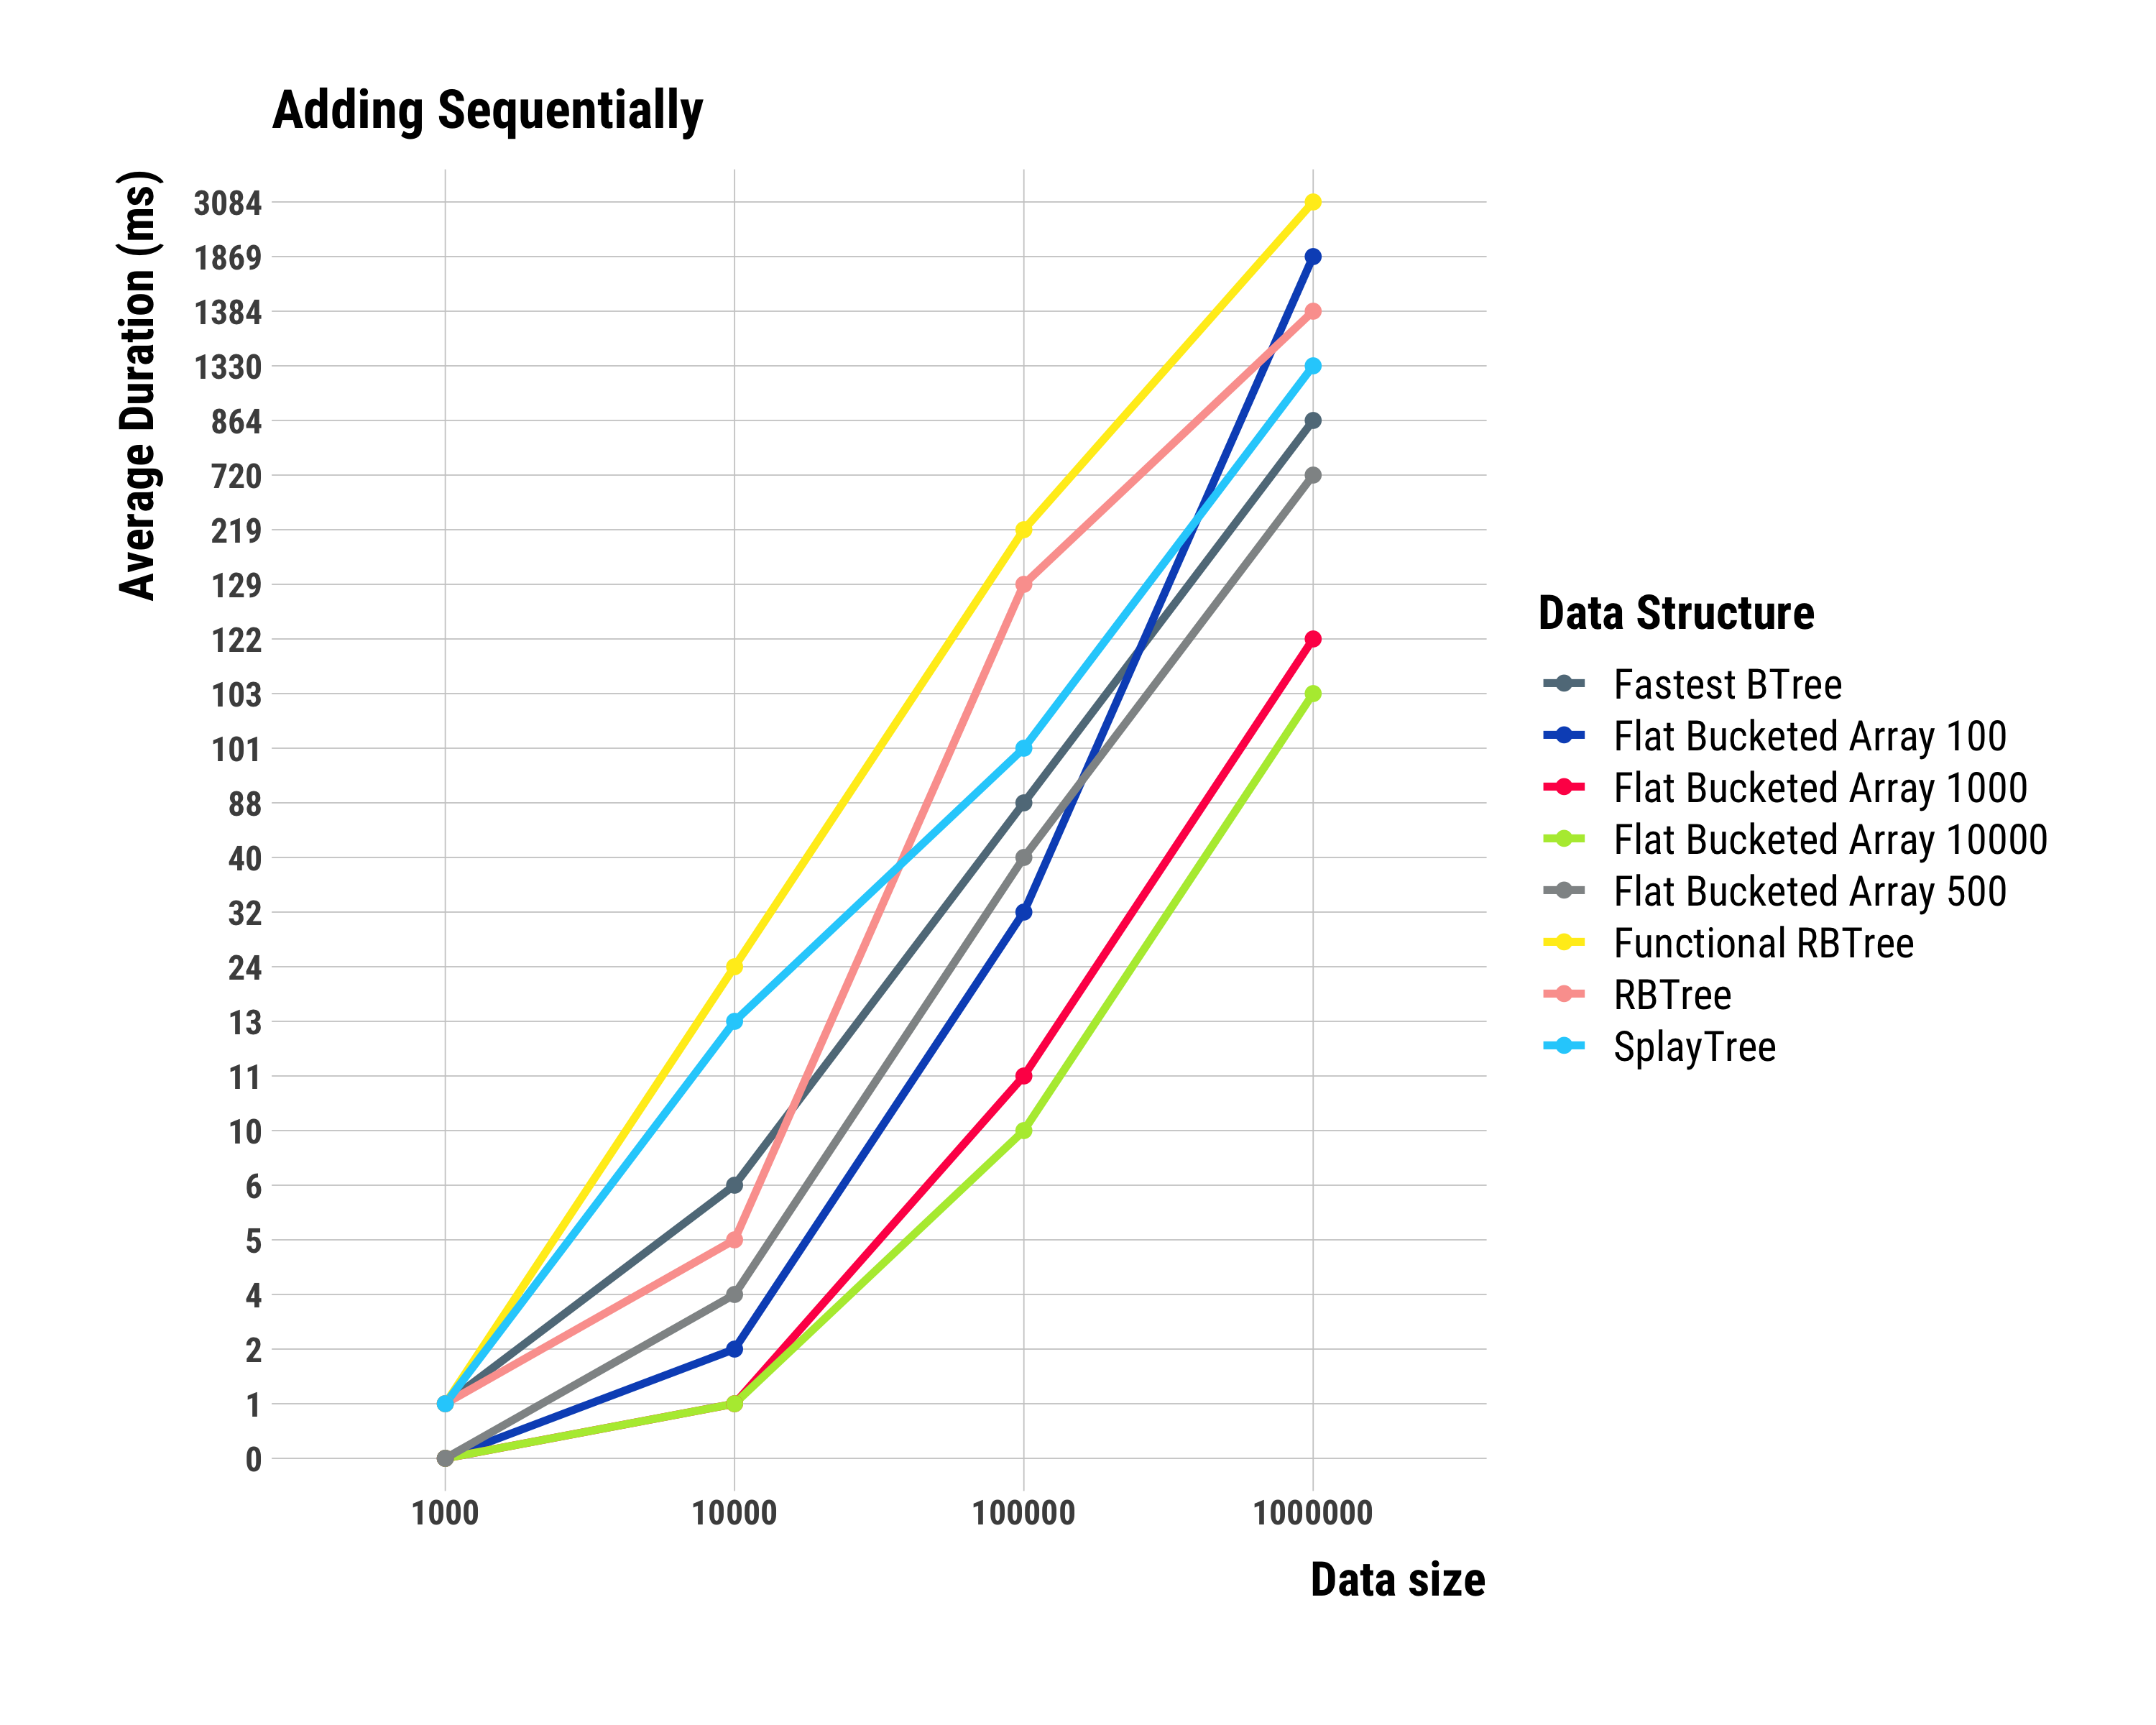 Adding Sequentially
Average Duration (ms)
3084
1869
1384
1330
864
720
219
129
122
103
101
88
40
32
24
13
11
10
6
5
4
2
1
0
1000 10000 100000 1000000
Data size
Data Structure
Fastest BTree
Flat Bucketed Array 100
Flat Bucketed Array 1000
Flat Bucketed Array 10000
Flat Bucketed Array 500
Functional RBTree
RBTree
SplayTree